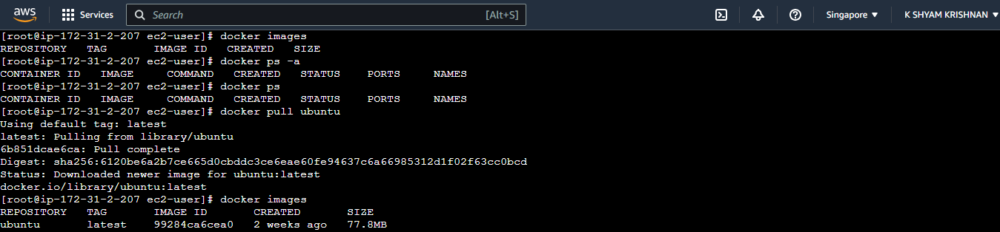 aws Services Search [Alt+S] Singapore K SHYAM KRISHNAN
[root@ip-172-31-2-207 ec2-user]# docker images
REPOSITORY TAG IMAGE ID CREATED SIZE
[root@ip-172-31-2-207 ec2-user]# docker ps -a
CONTAINER ID IMAGE COMMAND CREATED STATUS PORTS NAMES
[root@ip-172-31-2-207 ec2-user]# docker ps
CONTAINER ID IMAGE COMMAND CREATED STATUS PORTS NAMES
[root@ip-172-31-2-207 ec2-user]# docker pull ubuntu
Using default tag: latest
latest: Pulling from library/ubuntu
6b851dcae6ca: Pull complete
Digest: sha256:6120be6a2b7ce665d0cbddc3ce6eae60fe94637c6a66985312d1f02f63cc0bcd
Status: Downloaded newer image for ubuntu:latest
docker.io/library/ubuntu:latest
[root@ip-172-31-2-207 ec2-user]# docker images
REPOSITORY TAG IMAGE ID CREATED SIZE
ubuntu latest 99284ca6cea0 2 weeks ago 77.8MB